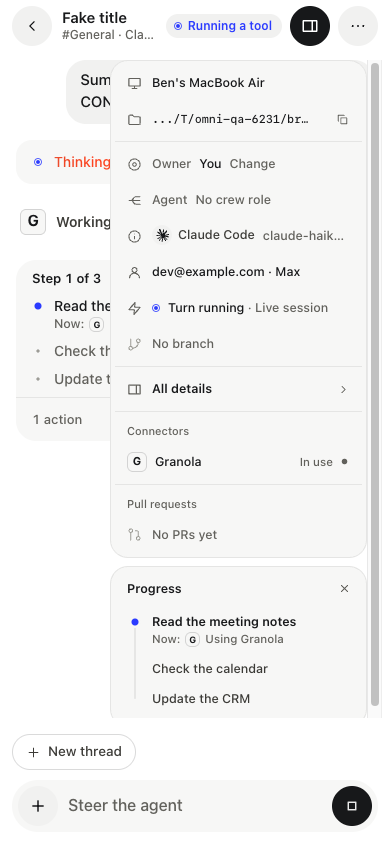 Fake title
#General · Cla...
Running a tool
Sum
CON
Thinking
G Working
Step 1 of 3
Read the
Now: G
Check th
Update t
1 action
Ben's MacBook Air
.../T/omni-qa-6231/br…
Owner You Change
Agent No crew role
Claude Code claude-haik...
dev@example.com · Max
Turn running · Live session
No branch
All details
Connectors
G Granola In use
Pull requests
No PRs yet
Progress
Read the meeting notes
Now: G Using Granola
Check the calendar
Update the CRM
New thread
Steer the agent